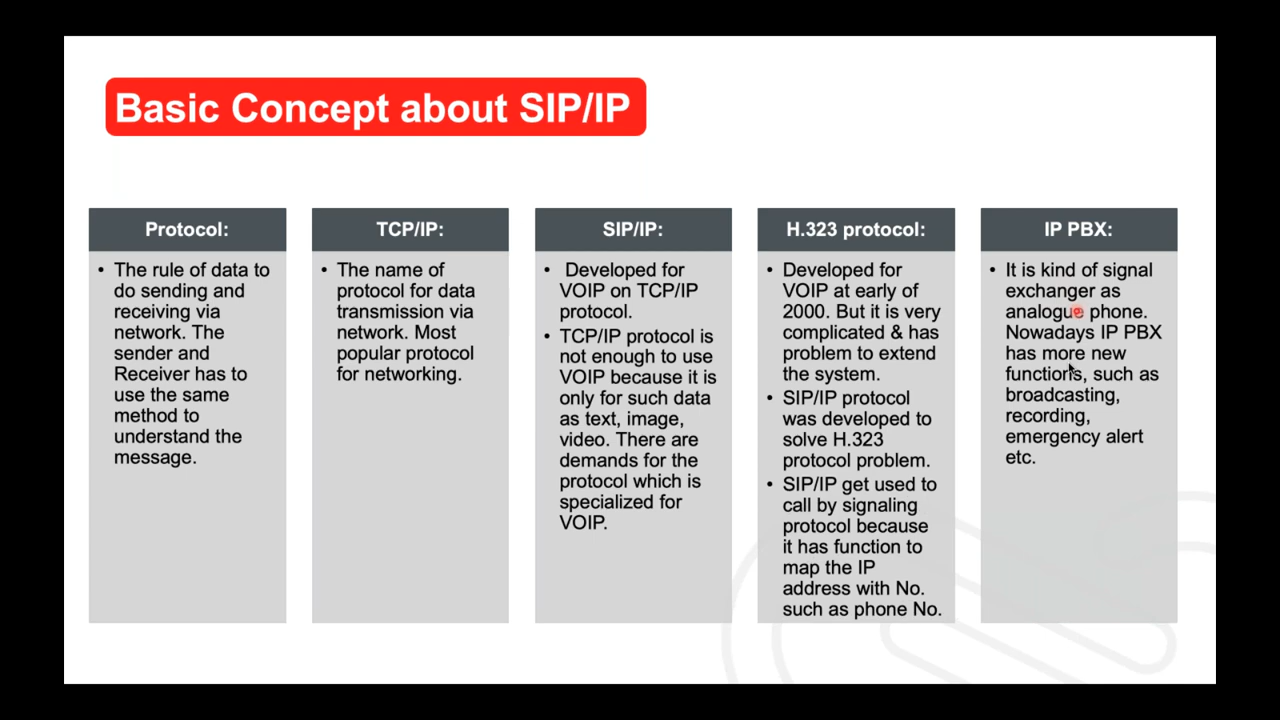 Basic Concept about SIP/IP
Protocol:
• The rule of data to
do sending and
receiving via
network. The
sender and
Receiver has to
use the same
method to
understand the
message.
TCP/IP:
• The name of
protocol for data
transmission via
network. Most
popular protocol
for networking.
SIP/IP:
• Developed for
VOIP on TCP/IP
protocol.
• TCP/IP protocol is
not enough to use
VOIP because it is
only for such data
as text, image,
video. There are
demands for the
protocol which is
specialized for
VOIP.
H.323 protocol:
• Developed for
VOIP at early of
2000. But it is very
complicated & has
problem to extend
the system.
• SIP/IP protocol
was developed to
solve H.323
protocol problem.
• SIP/IP get used to
call by signaling
protocol because
it has function to
map the IP
address with No.
such as phone No.
IP PBX:
• It is kind of signal
exchanger as
analogue phone.
Nowadays IP PBX
has more new
functions, such as
broadcasting,
recording,
emergency alert
etc.